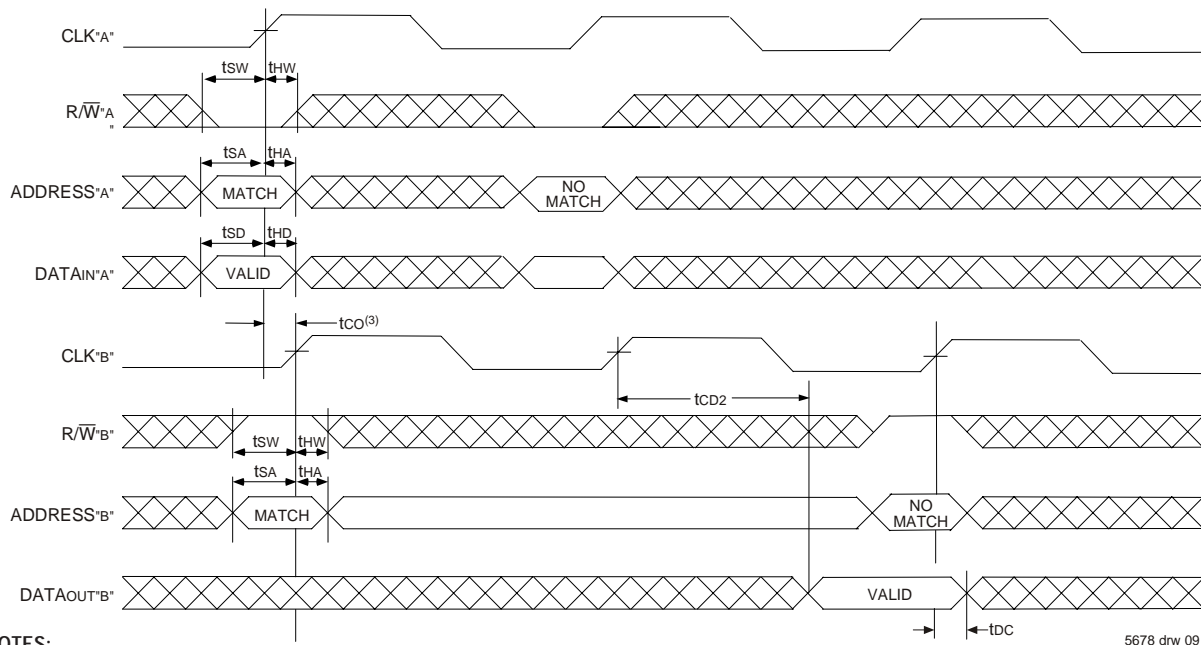 CLK"A"
tSW tHW
R/W"A
"
tSA tHA
ADDRESS"A" MATCH NO MATCH
tSD tHD
DATAIN"A" VALID
tCO(3)
CLK"B"
tCD2
R/W"B"
tSW tHW
tSA tHA
ADDRESS"B" MATCH NO MATCH
DATAOUT"B" VALID
tDC
OTES:
5678 drw 09